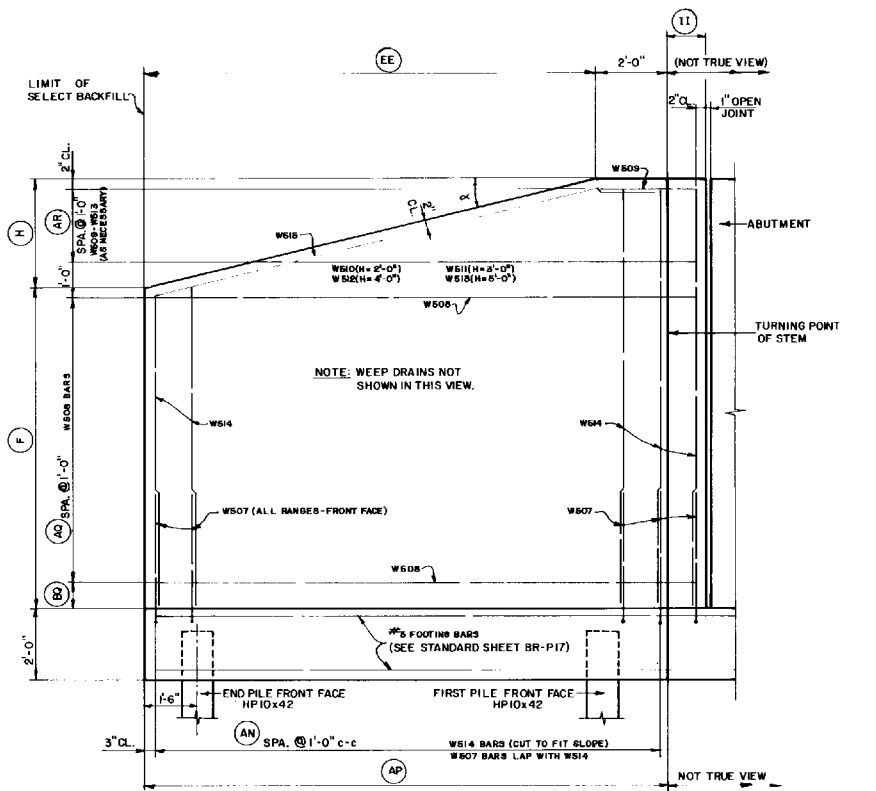 II
EE
2'-0"
(NOT TRUE VIEW)
LIMIT OF
SELECT BACKFILL
2" CL.
1" OPEN
JOINT
2" CL.
W509
H
AR
SPA. @ 1'-0"
W509-W513
(AS NECESSARY)
2"
CL.
α
ABUTMENT
W515
1'-0"
W510(H=2'-0") W511(H=3'-0")
W512(H=4'-0") W513(H=5'-0")
W508
TURNING POINT
OF STEM
NOTE: WEEP DRAINS NOT
SHOWN IN THIS VIEW.
W508 BARS
W514
W514
F
SPA. @ 1'-0"
AQ
W507 (ALL RANGES-FRONT FACE)
W507
W508
BQ
#5 FOOTING BARS
(SEE STANDARD SHEET BR-P17)
2'-0"
1'-6"
END PILE FRONT FACE
HP10x42
FIRST PILE FRONT FACE
HP10x42
3" CL.
AN
SPA. @ 1'-0" c-c
W514 BARS (CUT TO FIT SLOPE)
W507 BARS LAP WITH W514
AP
NOT TRUE VIEW